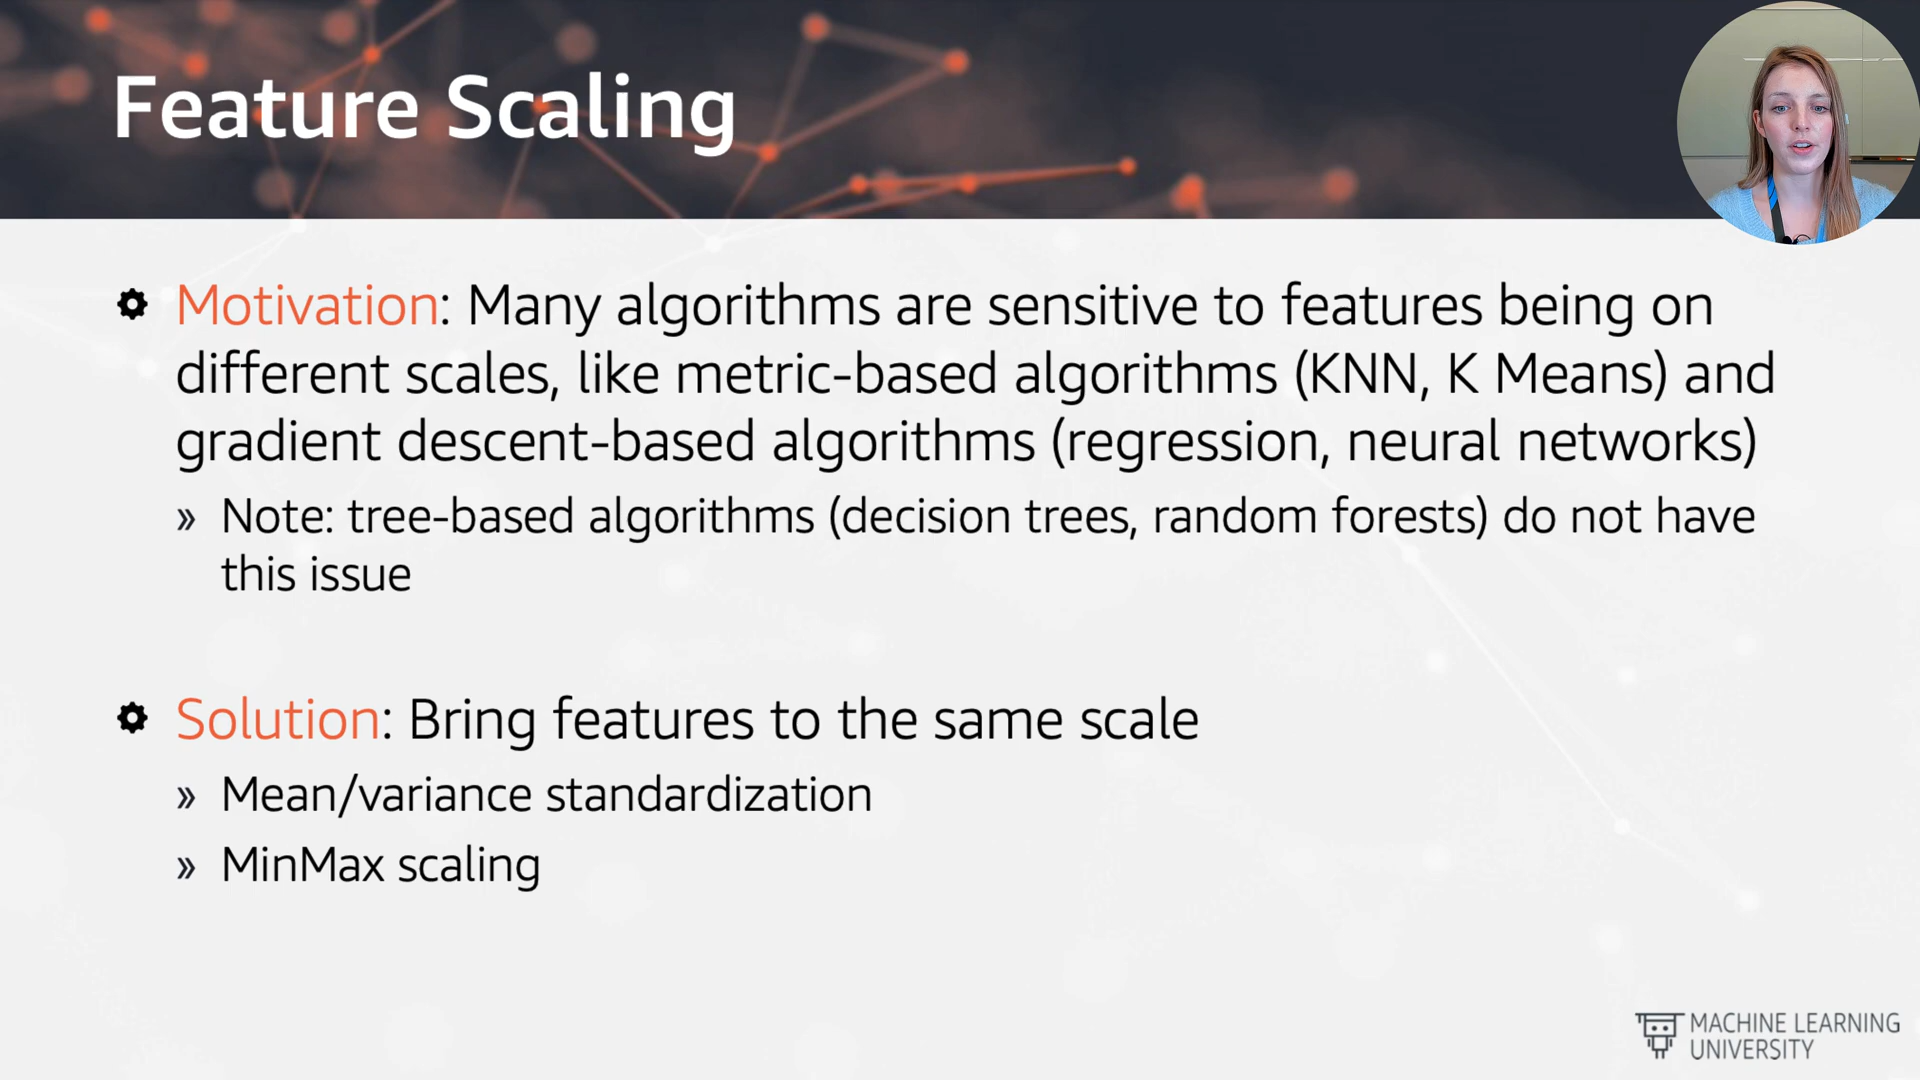 Feature Scaling
Motivation: Many algorithms are sensitive to features being on
different scales, like metric-based algorithms (KNN, K Means) and
gradient descent-based algorithms (regression, neural networks)
» Note: tree-based algorithms (decision trees, random forests) do not have
this issue
Solution: Bring features to the same scale
» Mean/variance standardization
» MinMax scaling
MACHINE LEARNING
UNIVERSITY